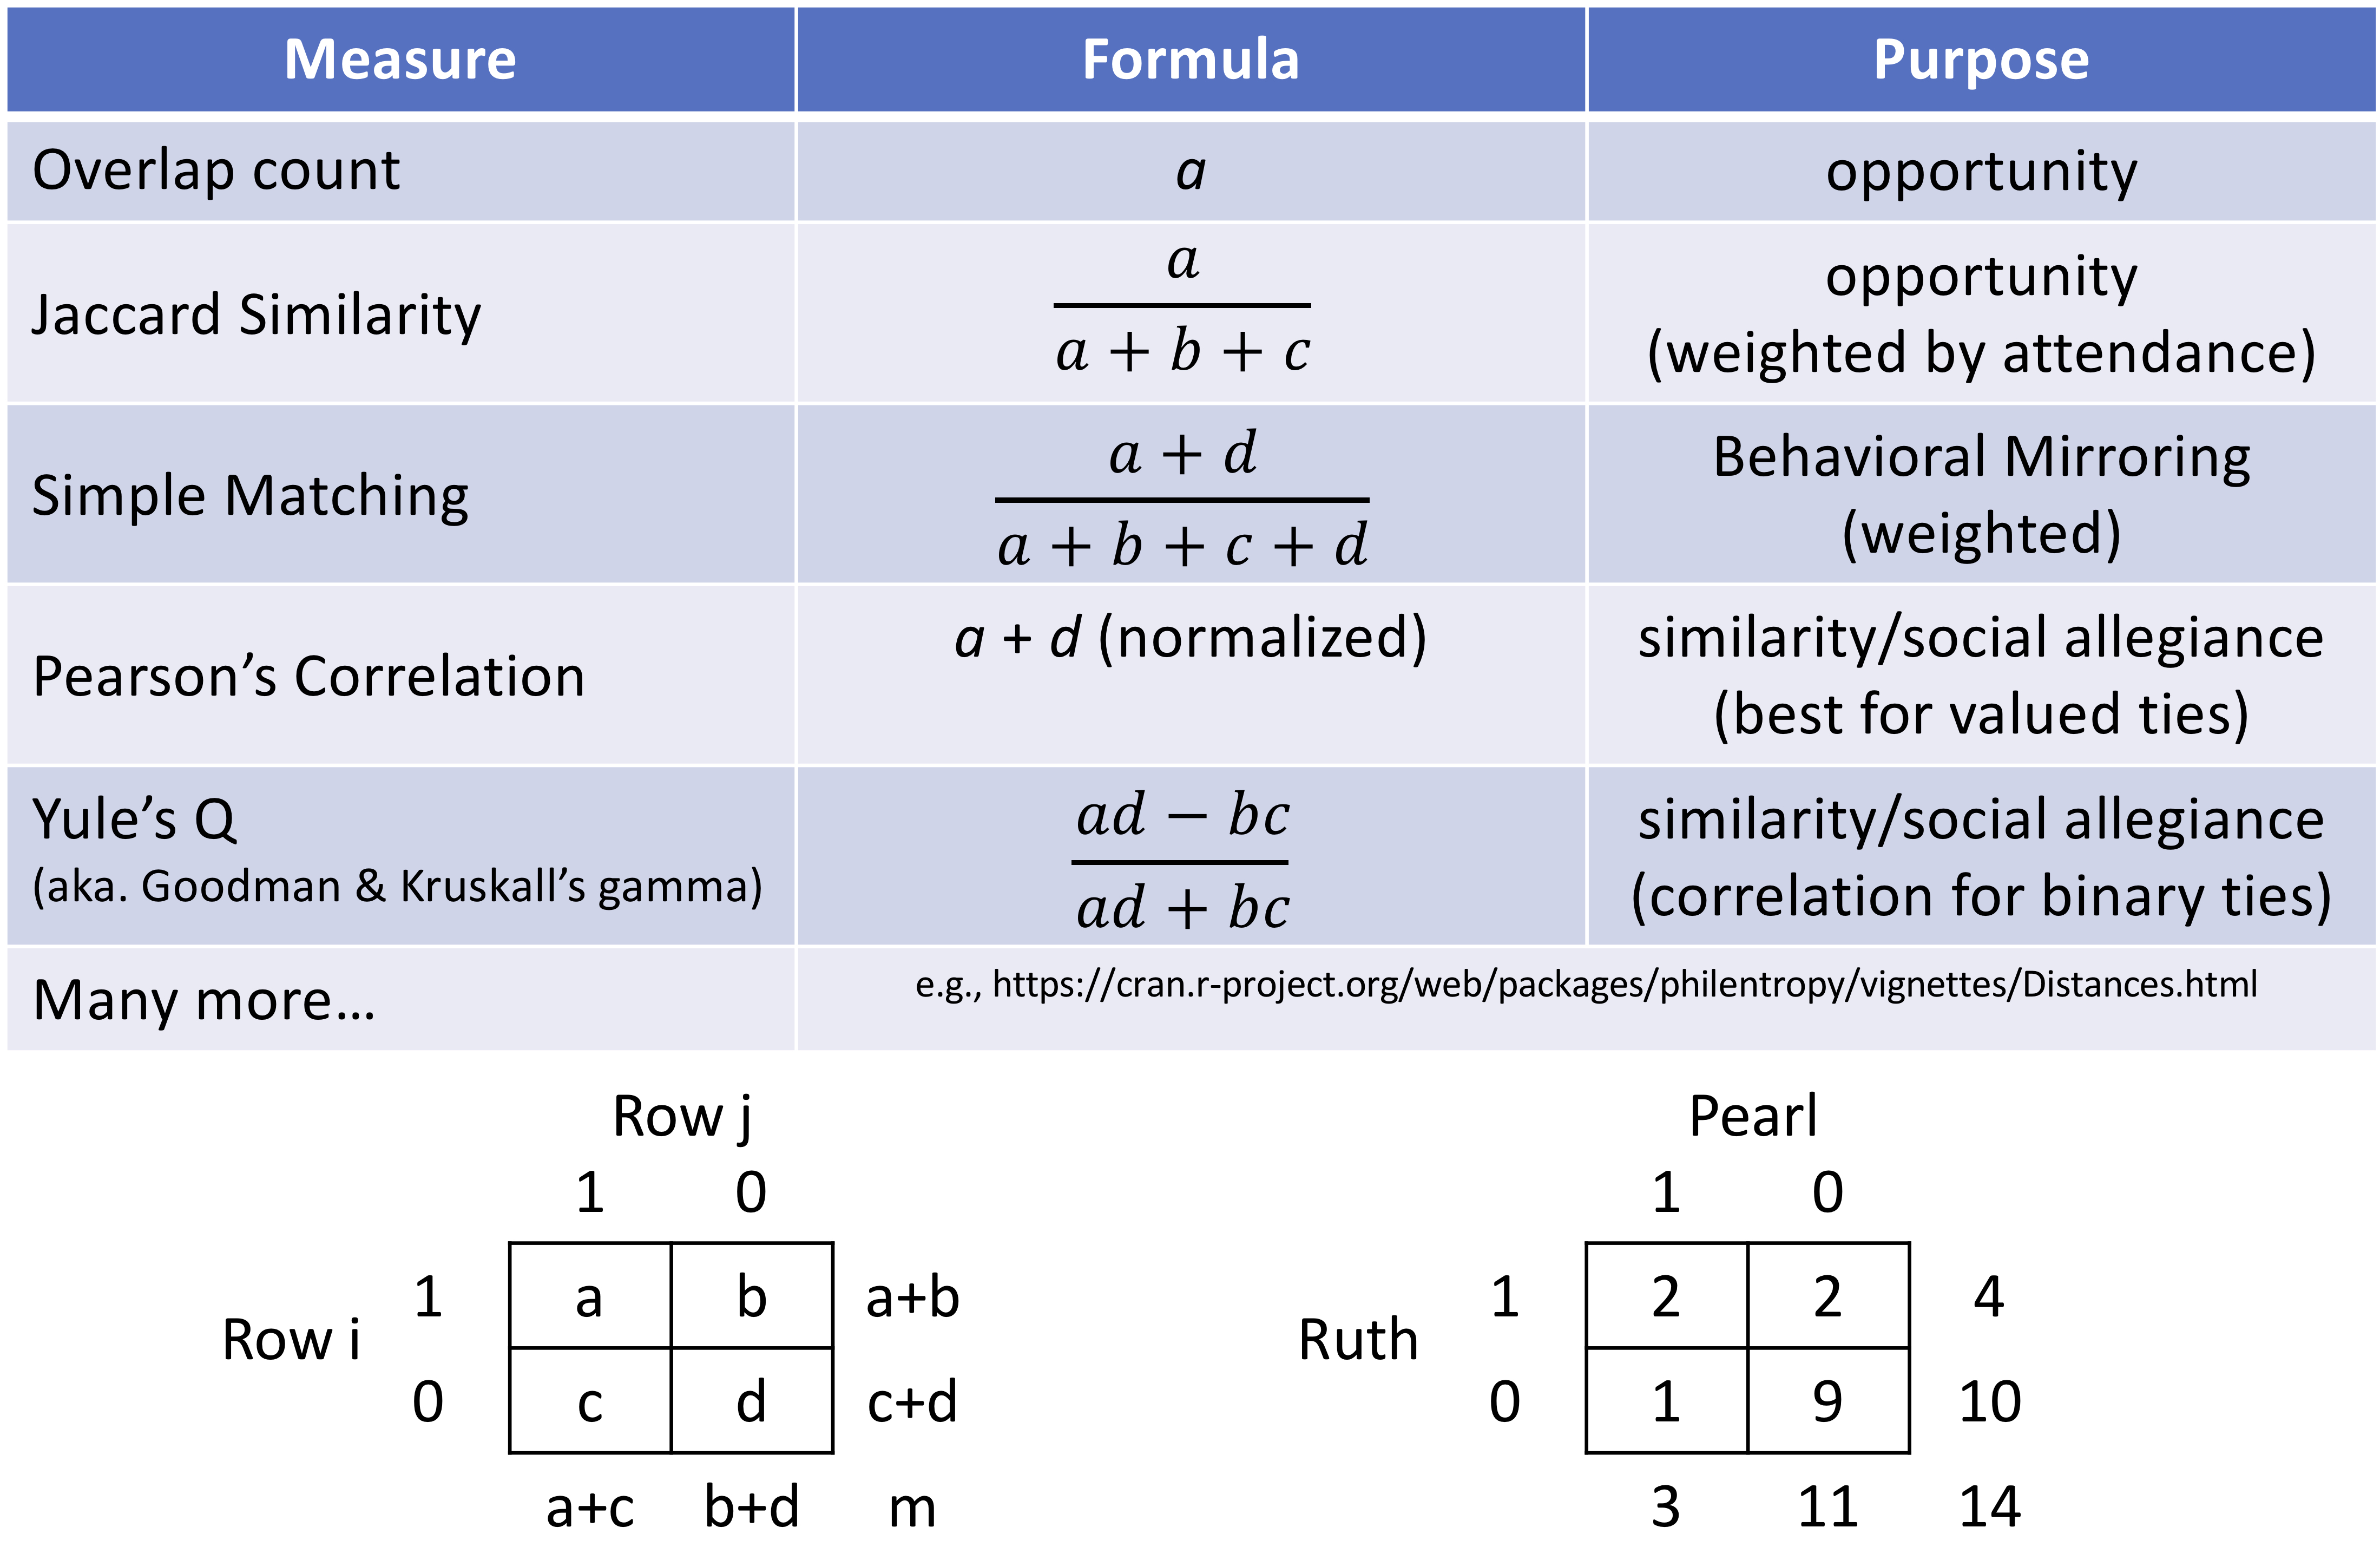 Measure Formula Purpose
Overlap count a opportunity
Jaccard Similarity
a
a + b + c
opportunity
(weighted by attendance)
Simple Matching
a + d
a + b + c + d
Behavioral Mirroring
(weighted)
Pearson’s Correlation
a + d (normalized)
similarity/social allegiance
(best for valued ties)
Yule’s Q
(aka. Goodman & Kruskall’s gamma)
ad − bc
ad + bc
similarity/social allegiance
(correlation for binary ties)
Many more...
e.g., https://cran.r-project.org/web/packages/philentropy/vignettes/Distances.html
Row j
1 0
Row i
1 a b a+b
0 c d c+d
a+c b+d m
Pearl
1 0
Ruth
1 2 2 4
0 1 9 10
3 11 14